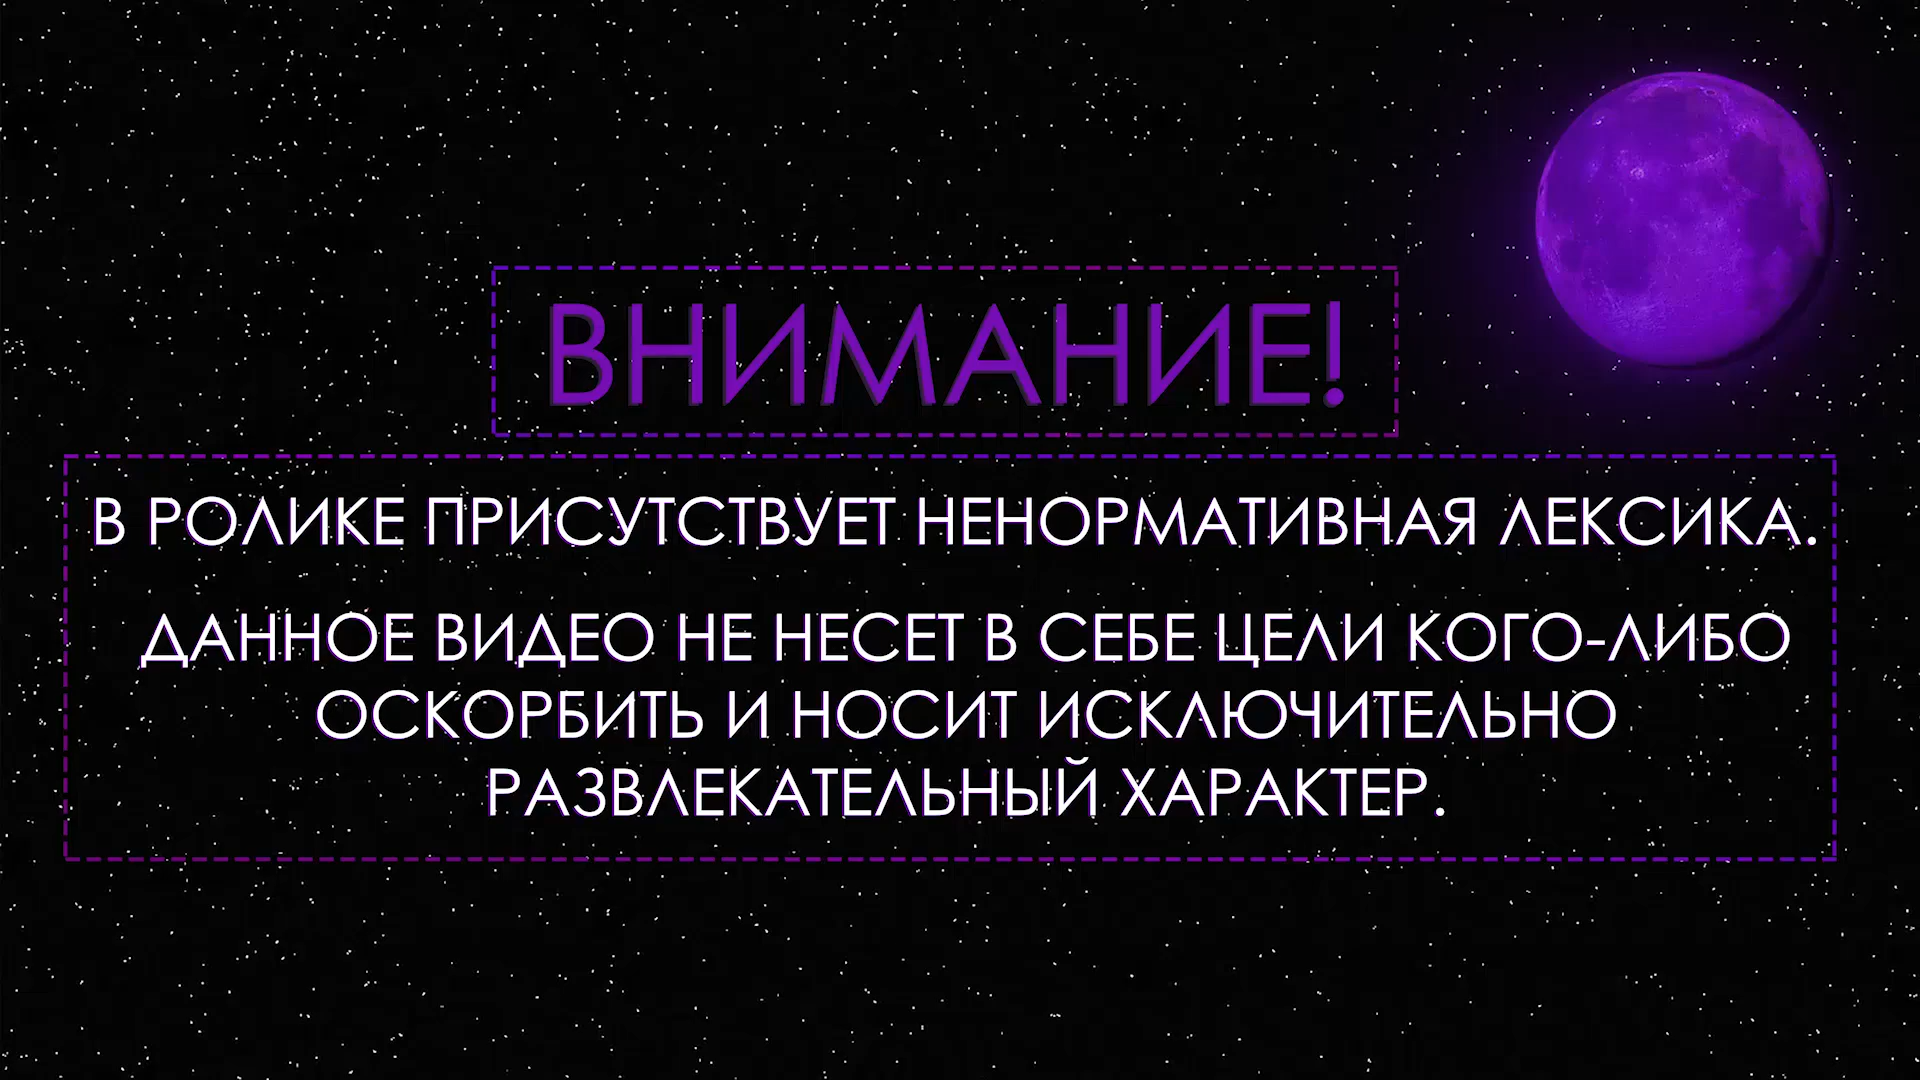 ВНИМАНИЕ!
В РОЛИКЕ ПРИСУТСТВУЕТ НЕНОРМАТИВНАЯ ЛЕКСИКА.
ДАННОЕ ВИДЕО НЕ НЕСЕТ В СЕБЕ ЦЕЛИ КОГО-ЛИБО
ОСКОРБИТЬ И НОСИТ ИСКЛЮЧИТЕЛЬНО
РАЗВЛЕКАТЕЛЬНЫЙ ХАРАКТЕР.